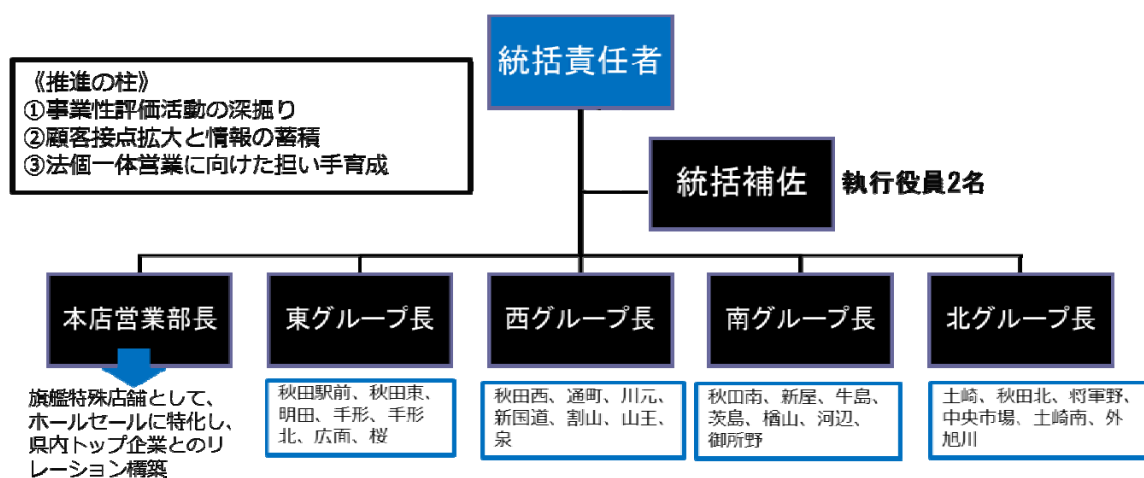 統括責任者
《推進の柱》
①事業性評価活動の深掘り
②顧客接点拡大と情報の蓄積
③法個一体営業に向けた担い手育成
統括補佐
執行役員2名
本店営業部長
東グループ長
西グループ長
南グループ長
北グループ長
旗艦特殊店舗として、
ホールセールに特化し、
県内トップ企業とのリ
レーション構築
秋田駅前、秋田東、
明田、手形、手形
北、広面、桜
秋田西、通町、川元、
新国道、割山、山王、
泉
秋田南、新屋、牛島、
茨島、楢山、河辺、
御所野
土崎、秋田北、将軍野、
中央市場、土崎南、外
旭川